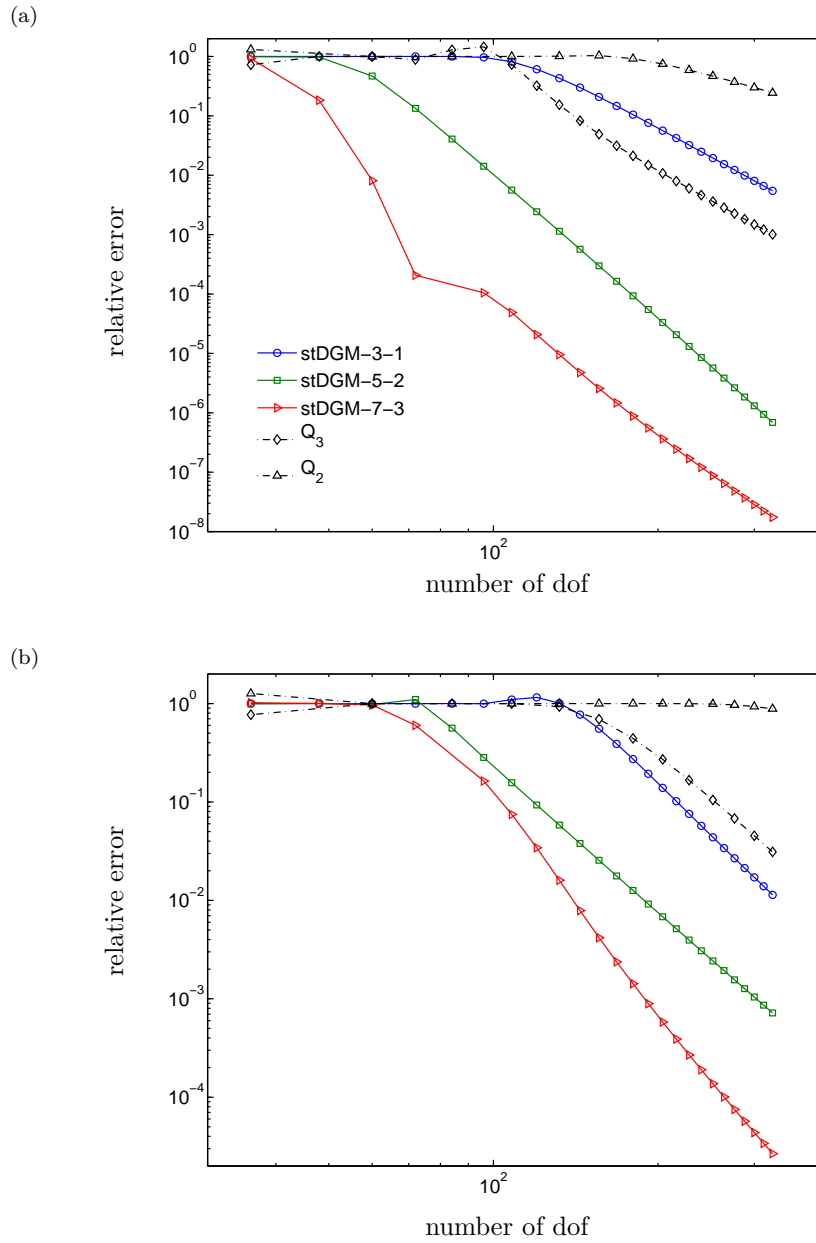 (a)
10^0
10^-1
10^-2
10^-3
10^-4
10^-5
10^-6
10^-7
10^-8
relative error
stDGM-3-1
stDGM-5-2
stDGM-7-3
Q_3
Q_2
10^2
number of dof
(b)
10^0
10^-1
10^-2
10^-3
10^-4
relative error
10^2
number of dof